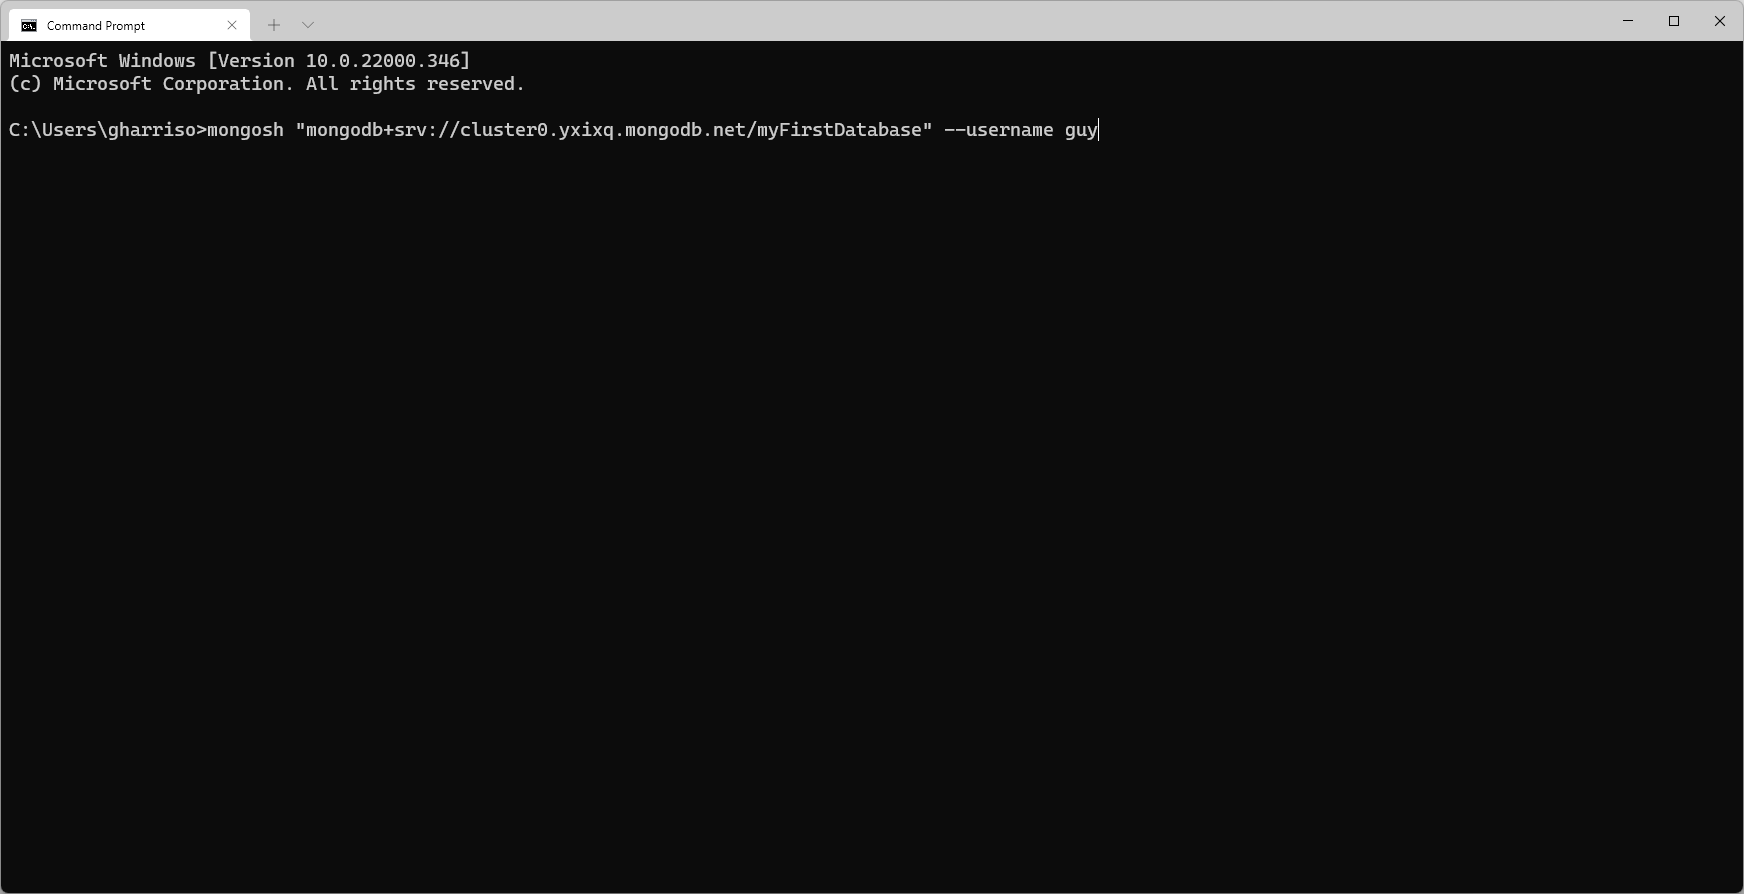 Command Prompt
Microsoft Windows [Version 10.0.22000.346]
(c) Microsoft Corporation. All rights reserved.
C:\Users\gharriso>mongosh "mongodb+srv://cluster0.yxixq.mongodb.net/myFirstDatabase" --username guy